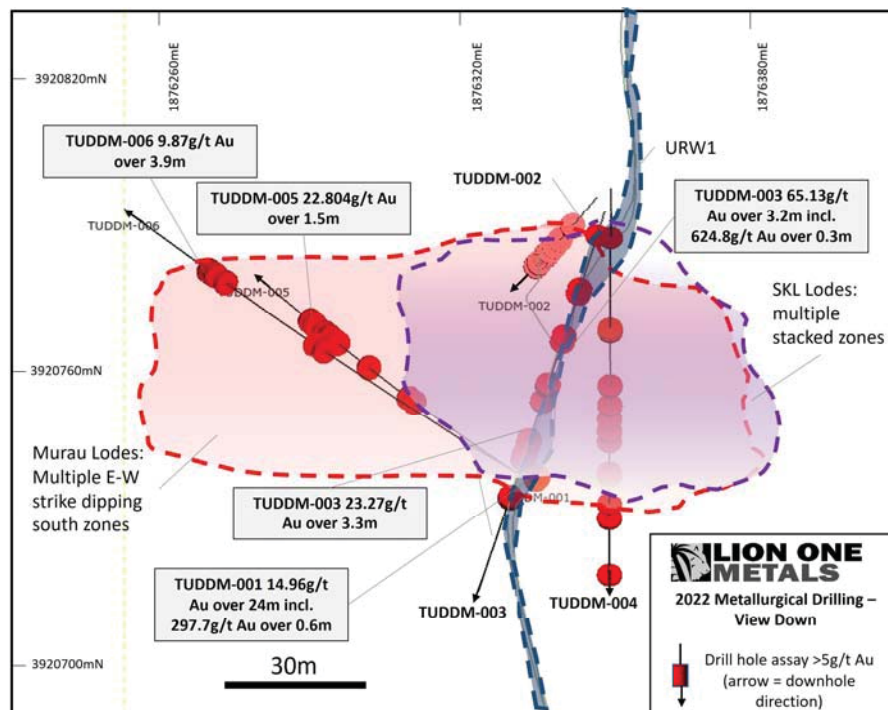 1876260mE
1876320mE
1876380mE
3920820mN
TUDDM-006 9.87g/t Au
over 3.9m
TUDDM-005 22.804g/t Au
over 1.5m
TUDDM-002
URW1
TUDDM-003 65.13g/t
Au over 3.2m incl.
624.8g/t Au over 0.3m
TUDDM-006
TUDDM-005
TUDDM-002
SKL Lodes:
multiple
stacked
zones
3920760mN
Murau Lodes:
Multiple E-W
strike dipping
south zones
TUDDM-003 23.27g/t
Au over 3.3m
DM-001
TUDDM-001 14.96g/t
Au over 24m incl.
297.7g/t Au over 0.6m
TUDDM-003
TUDDM-004
LION ONE
METALS
2022 Metallurgical Drilling –
View Down
Drill hole assay >5g/t Au
(arrow = downhole
direction)
3920700mN
30m